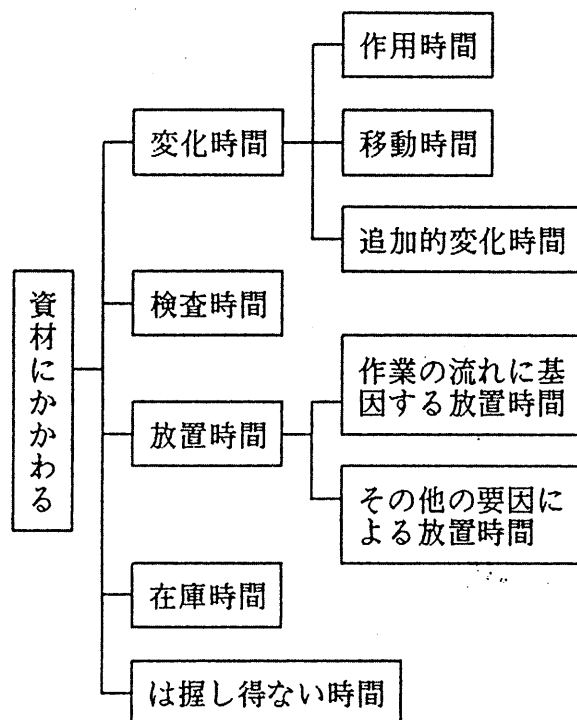 資材にかかわる
変化時間
作用時間
移動時間
追加的変化時間
検査時間
放置時間
作業の流れに基
因する放置時間
その他の要因に
よる放置時間
在庫時間
は握し得ない時間